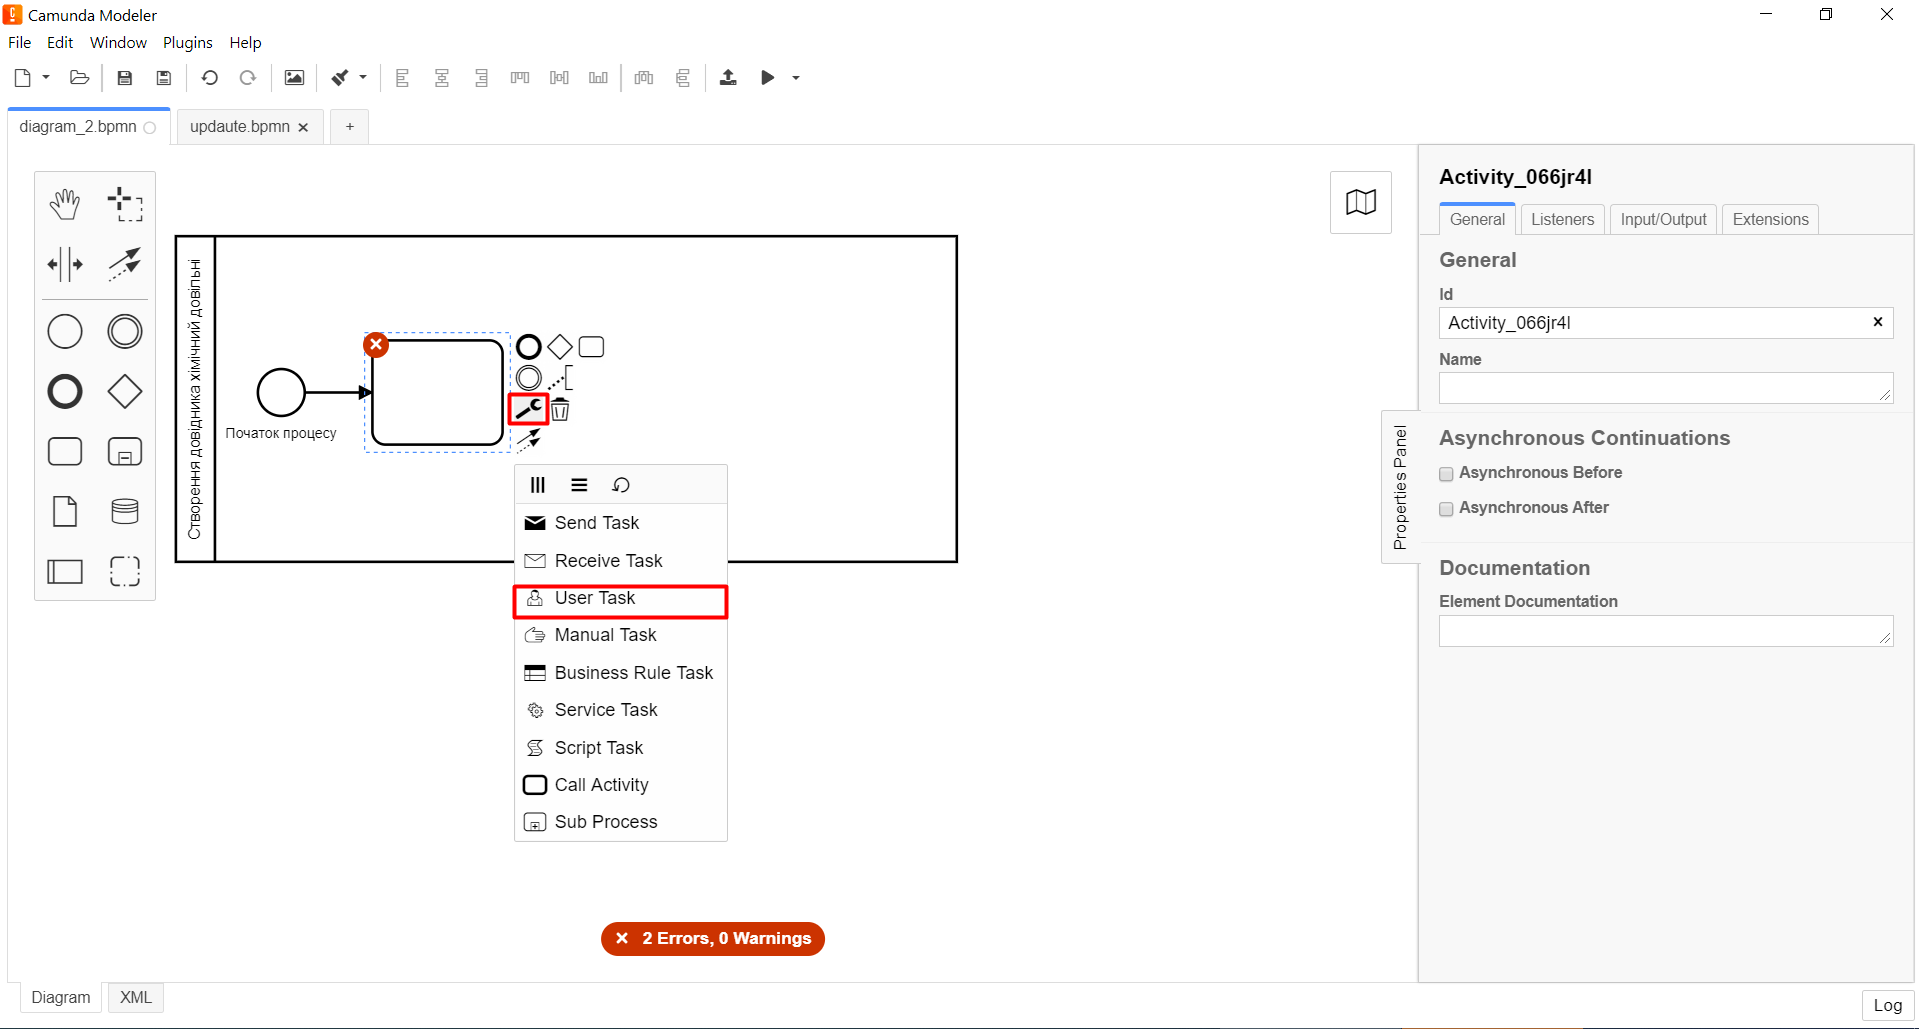 Camunda Modeler
File Edit Window Plugins Help
diagram_2.bpmn updaute.bpmn × +
Створення довідника хімічний довільні
Початок процесу
Send Task
Receive Task
User Task
Manual Task
Business Rule Task
Service Task
Script Task
Call Activity
Sub Process
2 Errors, 0 Warnings
Properties Panel
Activity_066jr4l
General Listeners Input/Output Extensions
General
Id
Activity_066jr4l
Name
Asynchronous Continuations
Asynchronous Before
Asynchronous After
Documentation
Element Documentation
Diagram XML
Log